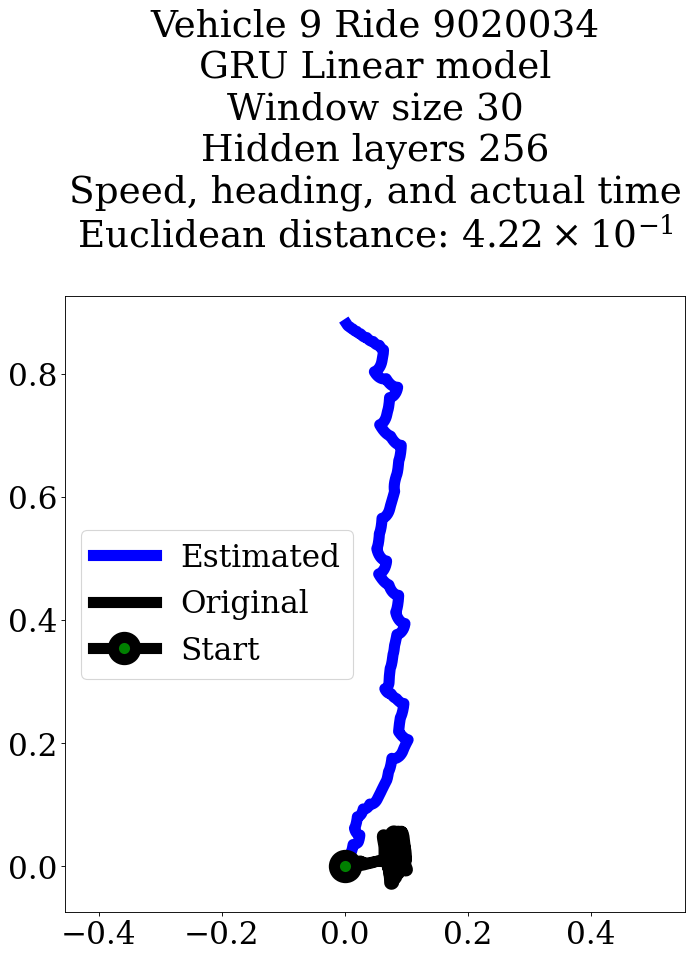 Vehicle 9 Ride 9020034
GRU Linear model
Window size 30
Hidden layers 256
Speed, heading, and actual time
Euclidean distance: 4.22 × 10⁻¹
0.8
0.6
Estimated
Original
0.4
Start
0.2
0.0
−0.4 −0.2 0.0 0.2 0.4